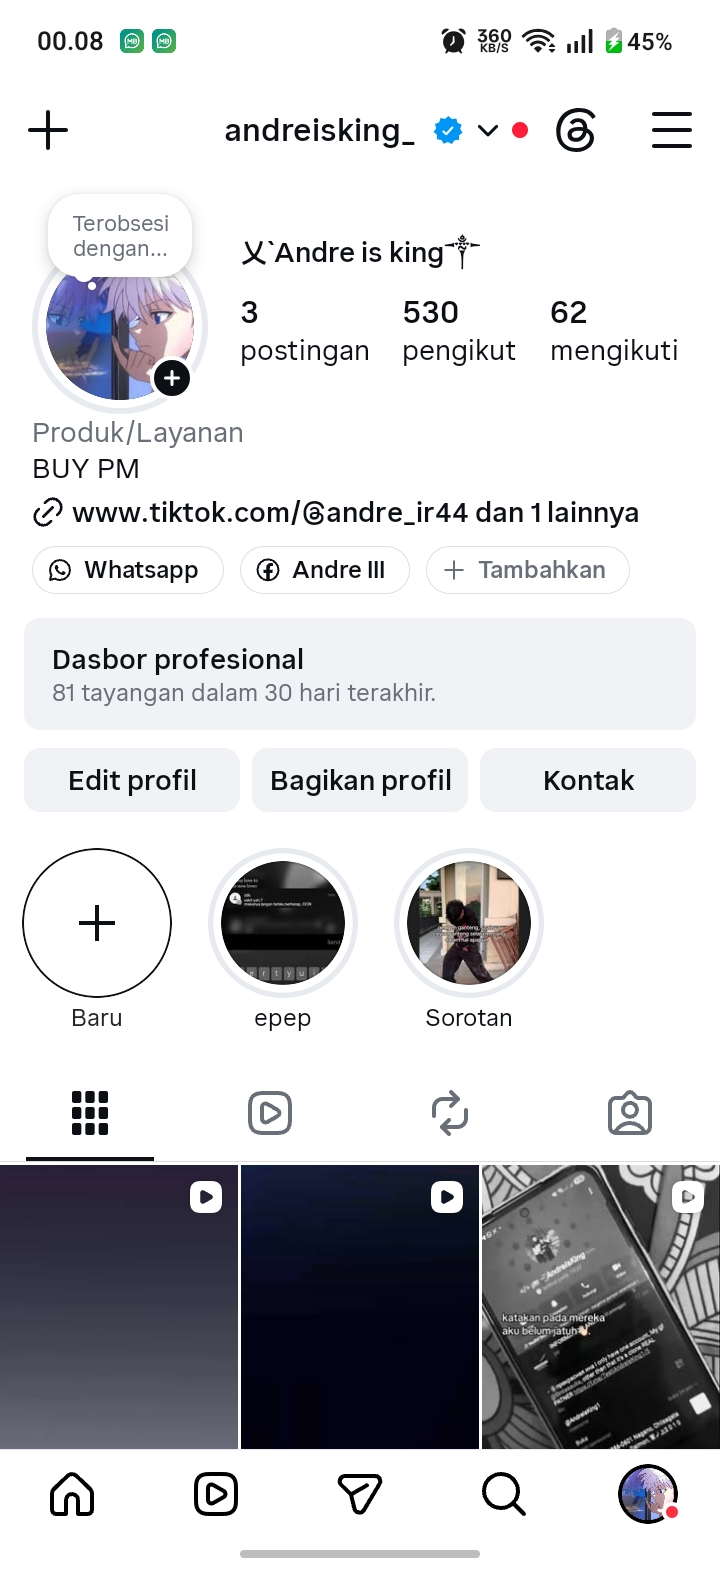 00.08
360
KB/S
45%
andreisking_
Terobsesi
dengan...
乂`Andre is king༒
3
530
62
postingan
pengikut
mengikuti
Produk/Layanan
BUY PM
www.tiktok.com/@andre_ir44 dan 1 lainnya
Whatsapp
Andre III
Tambahkan
Dasbor profesional
81 tayangan dalam 30 hari terakhir.
Edit profil
Bagikan profil
Kontak
Baru
epep
Sorotan
katakan pada mereka
aku belum jatuh
@AndreisKing1